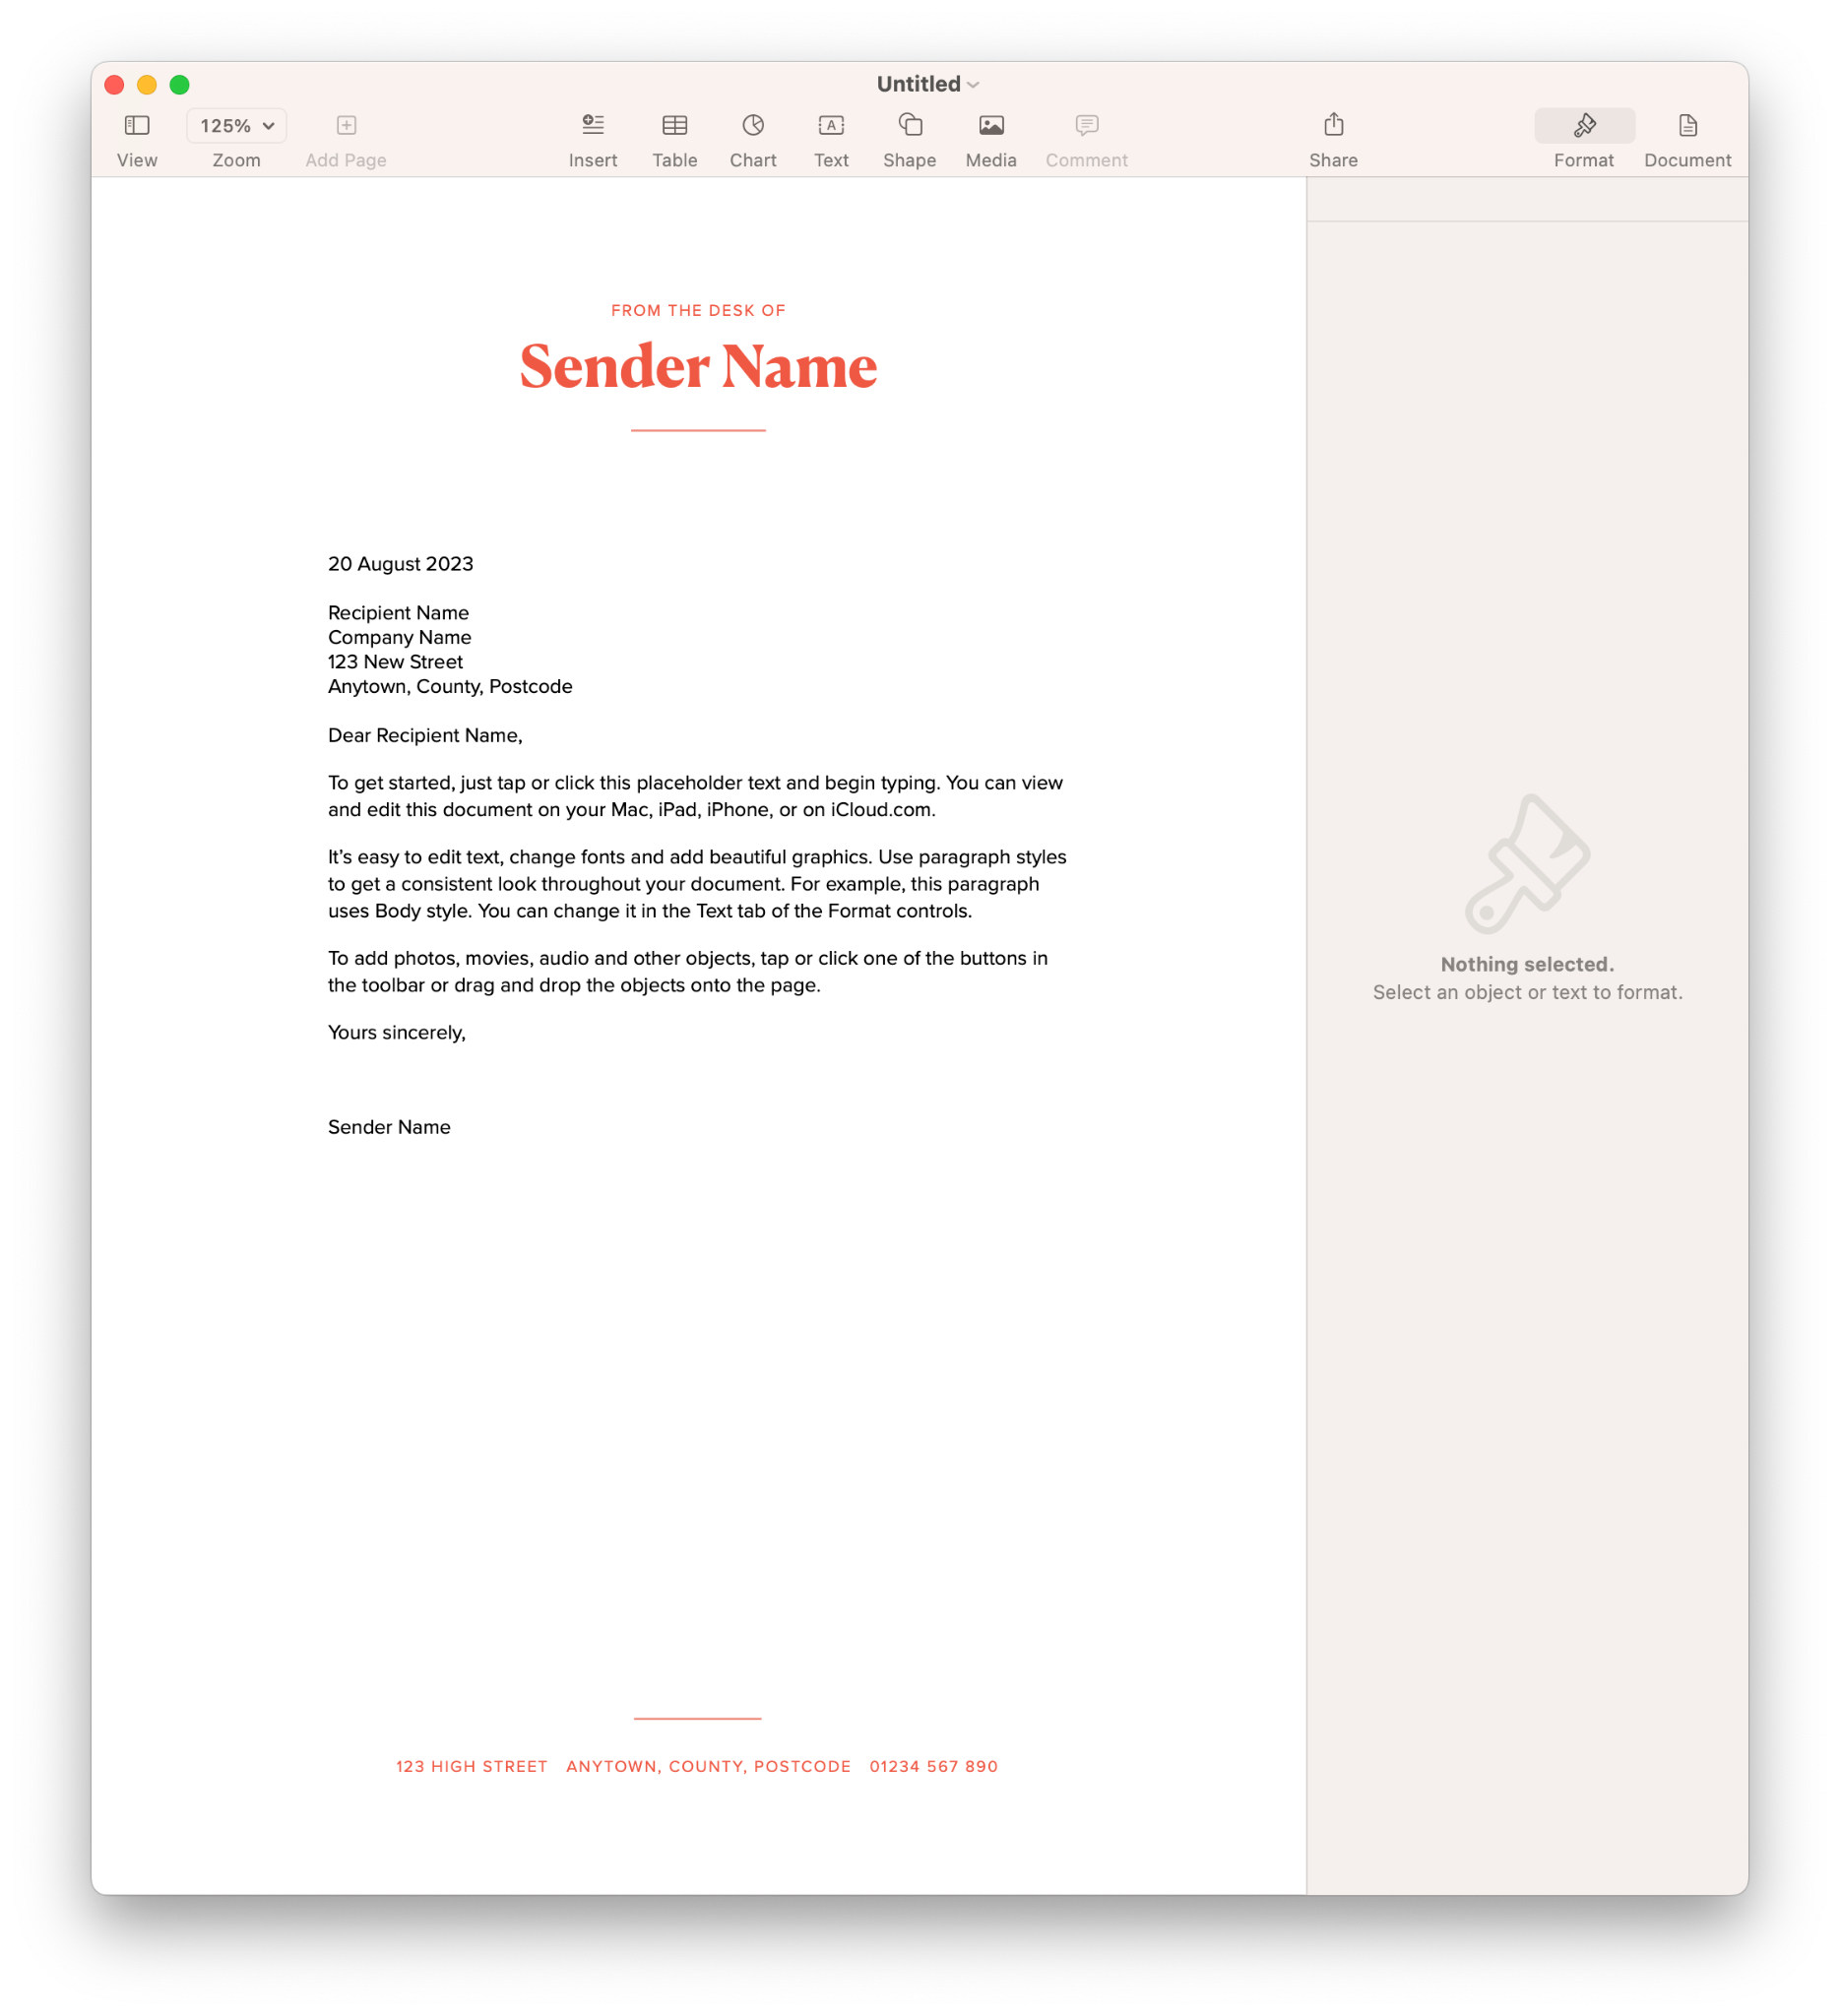 Untitled
125%
View Zoom Add Page Insert Table Chart Text Shape Media Comment Share Format Document
FROM THE DESK OF
Sender Name
20 August 2023
Recipient Name
Company Name
123 New Street
Anytown, County, Postcode
Dear Recipient Name,
To get started, just tap or click this placeholder text and begin typing. You can view
and edit this document on your Mac, iPad, iPhone, or on iCloud.com.
It’s easy to edit text, change fonts and add beautiful graphics. Use paragraph styles
to get a consistent look throughout your document. For example, this paragraph
uses Body style. You can change it in the Text tab of the Format controls.
To add photos, movies, audio and other objects, tap or click one of the buttons in
the toolbar or drag and drop the objects onto the page.
Yours sincerely,
Sender Name
123 HIGH STREET ANYTOWN, COUNTY, POSTCODE 01234 567 890
Nothing selected.
Select an object or text to format.